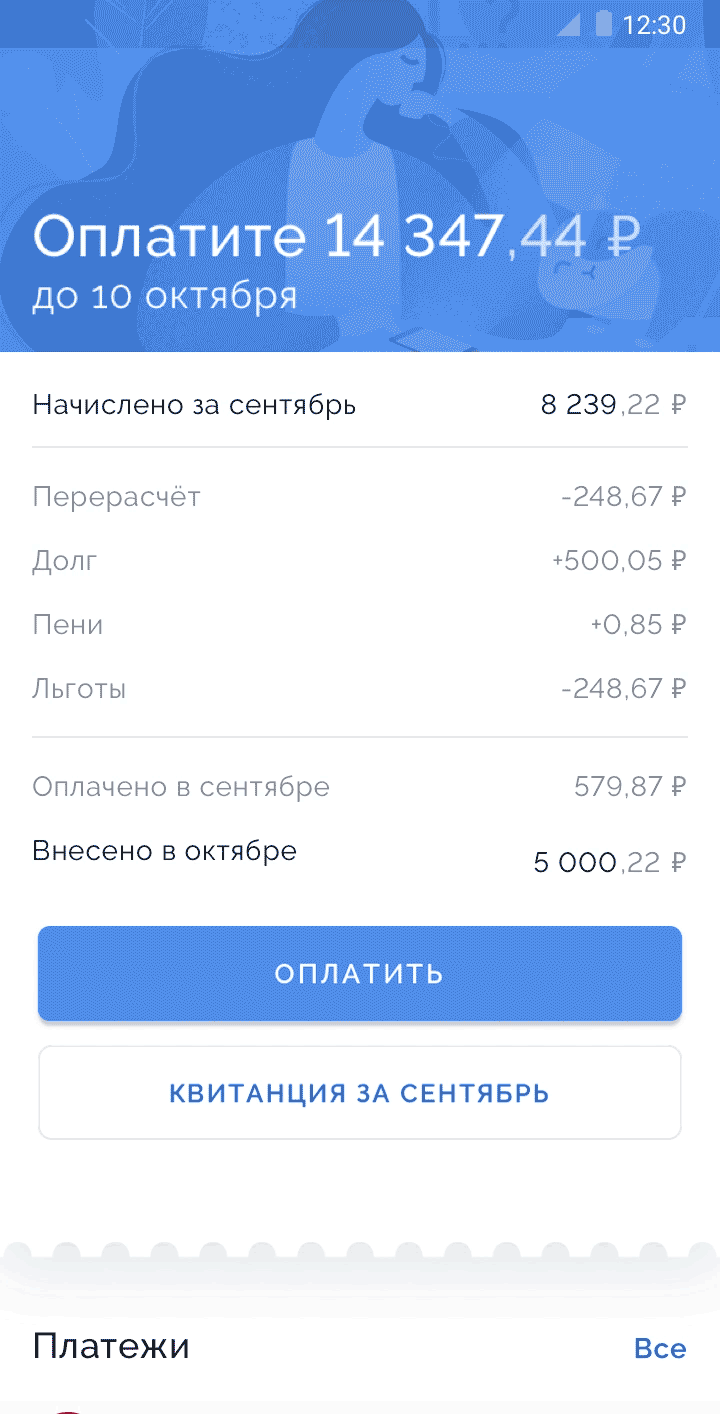 12:30
Оплатите 14 347,44 ₽
до 10 октября
Начислено за сентябрь 8 239,22 ₽
Перерасчёт -248,67 ₽
Долг +500,05 ₽
Пени +0,85 ₽
Льготы -248,67 ₽
Оплачено в сентябре 579,87 ₽
Внесено в октябре 5 000,22 ₽
ОПЛАТИТЬ
КВИТАНЦИЯ ЗА СЕНТЯБРЬ
Платежи Все